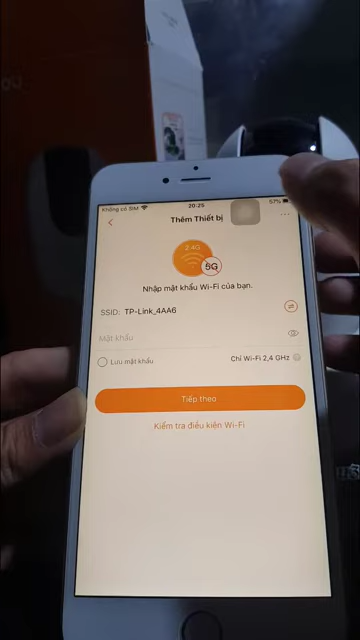 Không có SIM
20:25
57%
Thêm Thiết bị
2.4G
5G
Nhập mật khẩu Wi-Fi của bạn.
SSID: TP-Link_4AA6
Mật khẩu
Lưu mật khẩu
Chỉ Wi-Fi 2,4 GHz
Tiếp theo
Kiểm tra điều kiện Wi-Fi